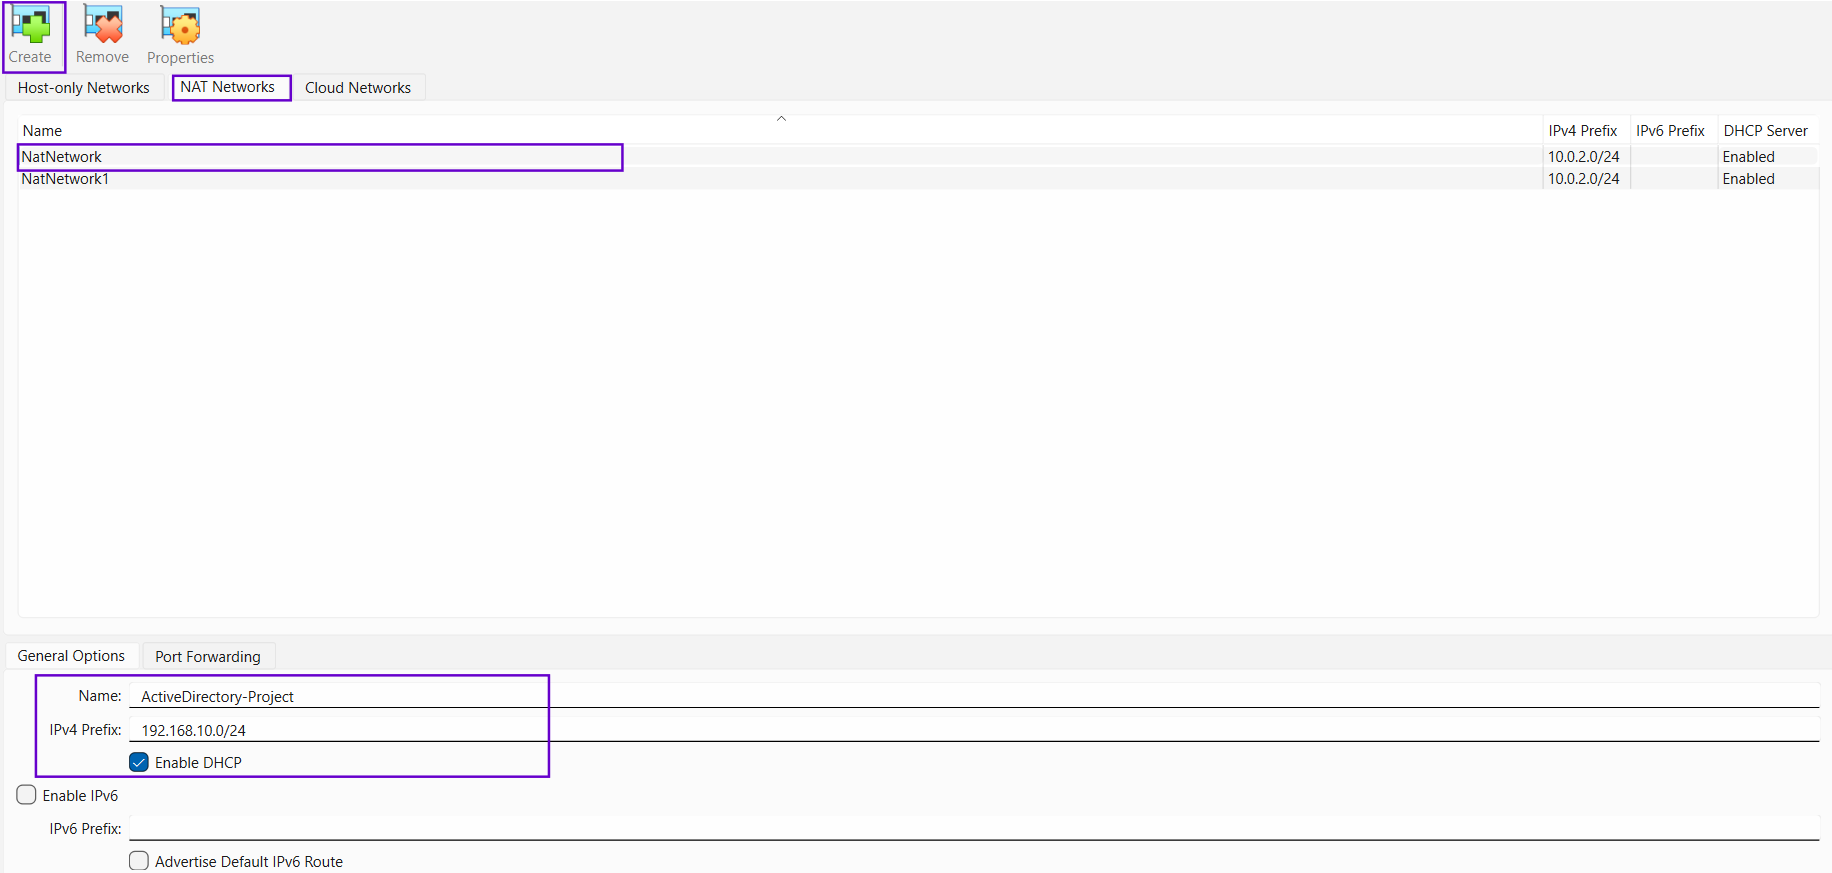 Create Remove Properties
Host-only Networks NAT Networks Cloud Networks
Name IPv4 Prefix IPv6 Prefix DHCP Server
NatNetwork 10.0.2.0/24 Enabled
NatNetwork1 10.0.2.0/24 Enabled
General Options Port Forwarding
Name: ActiveDirectory-Project
IPv4 Prefix: 192.168.10.0/24
Enable DHCP
Enable IPv6
IPv6 Prefix:
Advertise Default IPv6 Route